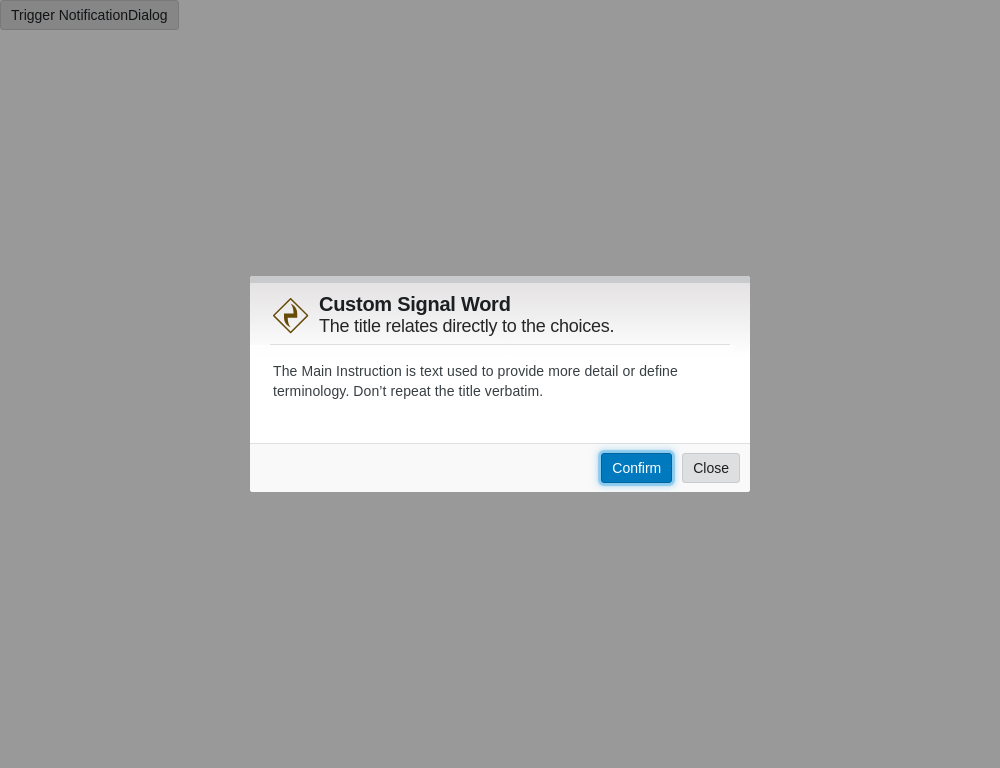 Trigger NotificationDialog
Custom Signal Word
The title relates directly to the choices.
The Main Instruction is text used to provide more detail or define
terminology. Don’t repeat the title verbatim.
Confirm
Close